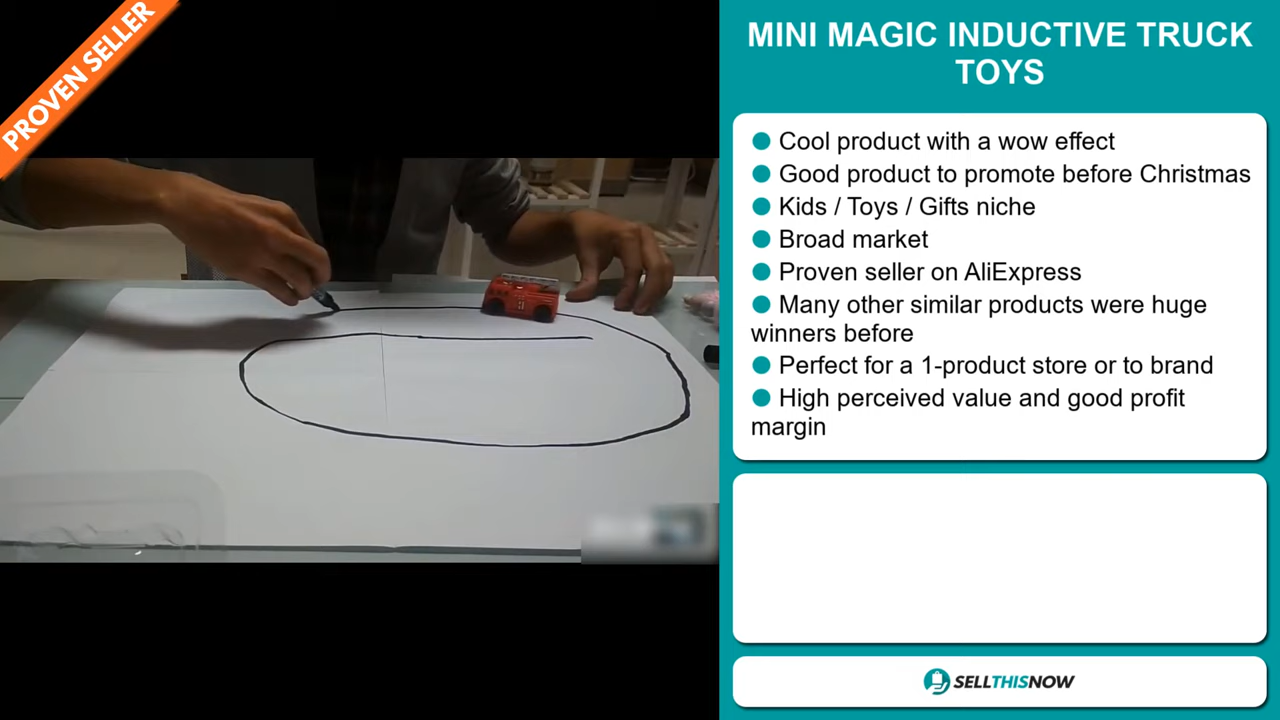 PROVEN SELLER
MINI MAGIC INDUCTIVE TRUCK
TOYS
● Cool product with a wow effect
● Good product to promote before Christmas
● Kids / Toys / Gifts niche
● Broad market
● Proven seller on AliExpress
● Many other similar products were huge
winners before
● Perfect for a 1-product store or to brand
● High perceived value and good profit
margin
SELLTHISNOW